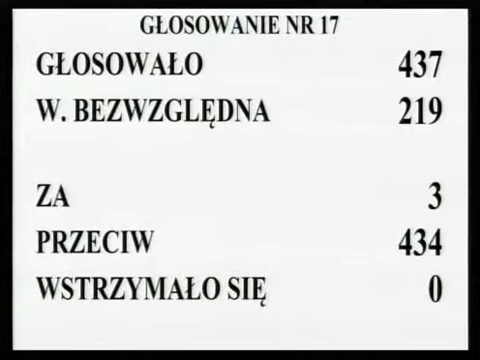 GŁOSOWANIE NR 17
GŁOSOWAŁO 437
W. BEZWZGLĘDNA 219
ZA 3
PRZECIW 434
WSTRZYMAŁO SIĘ 0